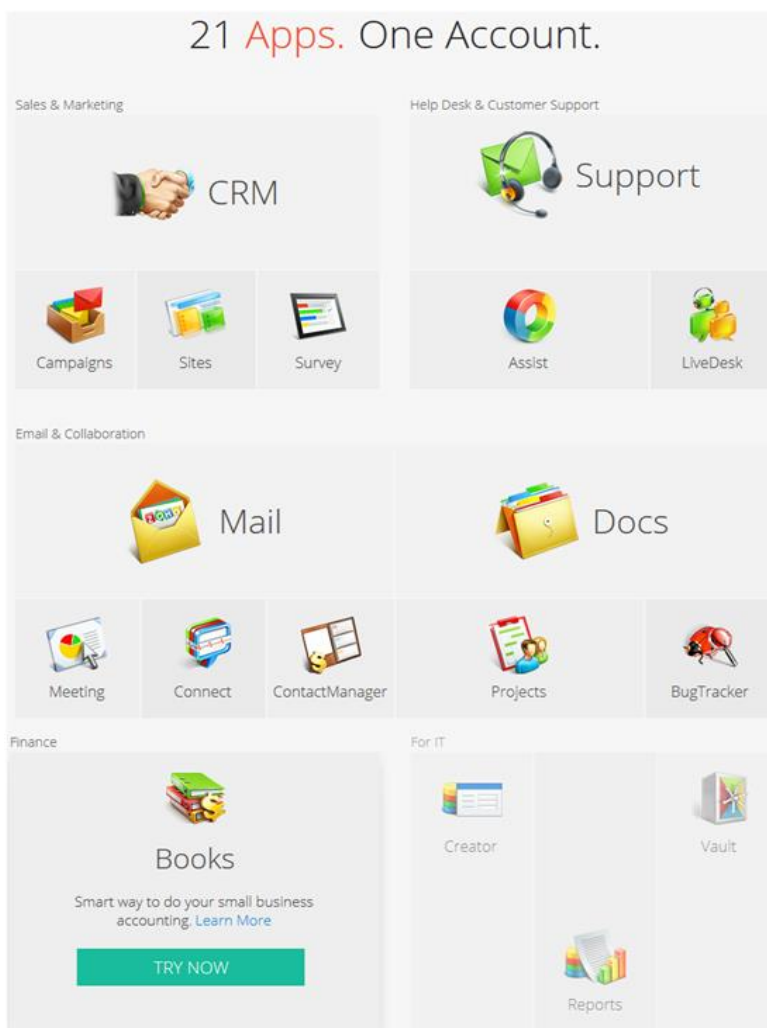 21 Apps. One Account.
Sales & Marketing
Help Desk & Customer Support
CRM
Support
Campaigns
Sites
Survey
Assist
LiveDesk
Email & Collaboration
ZOHO
Mail
Docs
Meeting
Connect
ContactManager
Projects
BugTracker
Finance
For IT
Books
Smart way to do your small business
accounting. Learn More
TRY NOW
Creator
Vault
Reports